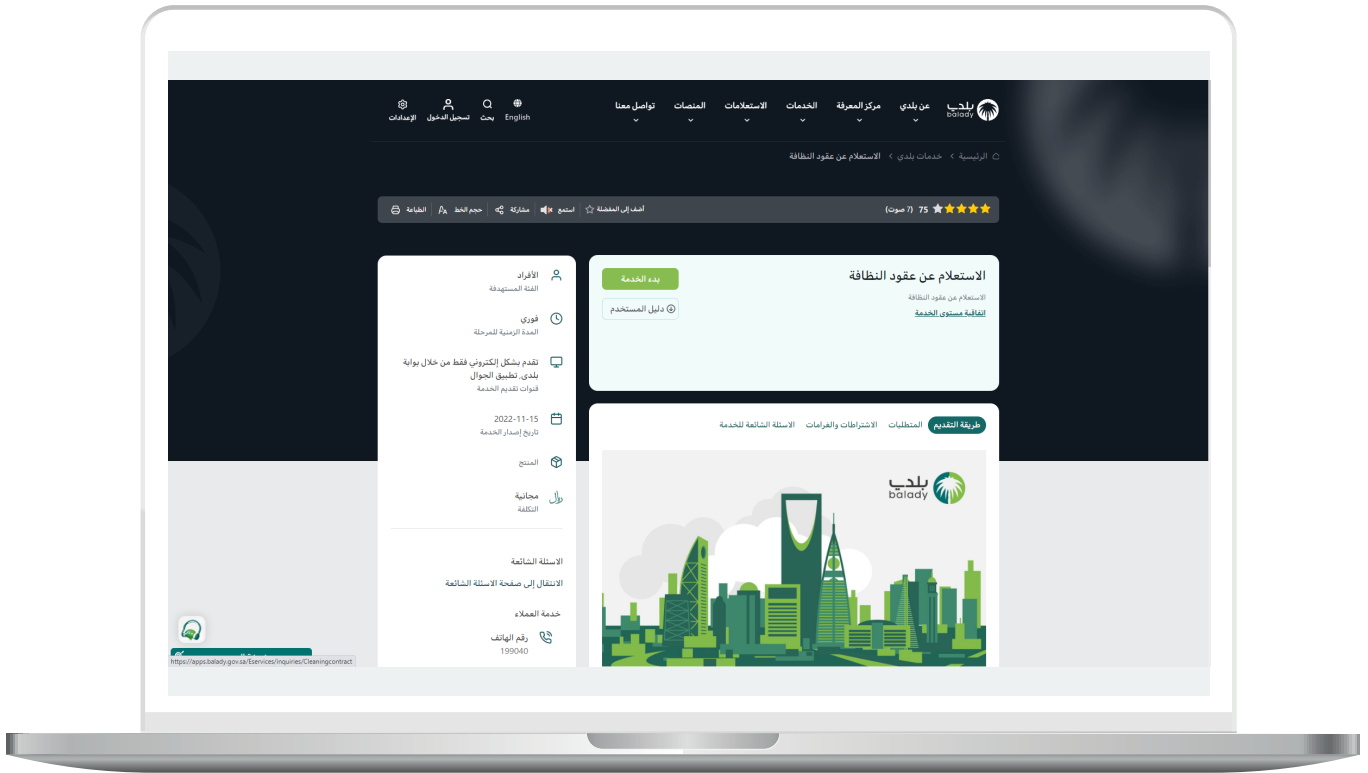 بلدي
balady
عن بلدي
مركز المعرفة
الخدمات
الاستعلامات
المنصات
تواصل معنا
English
بحث
تسجيل الدخول
الإعدادات
الرئيسية › خدمات بلدي › الاستعلام عن عقود النظافة
75 (7 صوت)
أضف إلى المفضلة
استمع
مشاركة
حجم الخط
الطباعة
الاستعلام عن عقود النظافة
الاستعلام عن عقود النظافة
اتفاقية مستوى الخدمة
بدء الخدمة
دليل المستخدم
طريقة التقديم
المتطلبات
الاشتراطات والغرامات
الاسئلة الشائعة للخدمة
بلدي
balady
الأفراد
الفئة المستهدفة
فوري
المدة الزمنية للمرحلة
تقدم بشكل إلكتروني فقط من خلال بوابة
بلدي, تطبيق الجوال
قنوات تقديم الخدمة
2022-11-15
تاريخ إصدار الخدمة
المنتج
مجانية
التكلفة
الاسئلة الشائعة
الانتقال إلى صفحة الاسئلة الشائعة
خدمة العملاء
رقم الهاتف
199040
https://apps.balady.gov.sa/Eservices/inquiries/Cleaningcontract